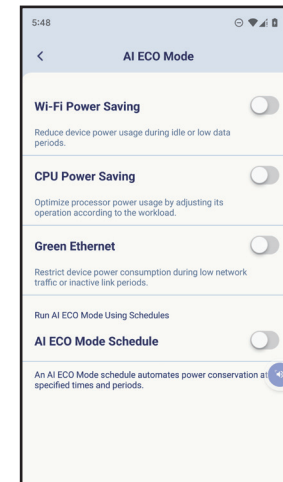 5:48
AI ECO Mode
Wi-Fi Power Saving
Reduce device power usage during idle or low data
periods.
CPU Power Saving
Optimize processor power usage by adjusting its
operation according to the workload.
Green Ethernet
Restrict device power consumption during low network
traffic or inactive link periods.
Run AI ECO Mode Using Schedules
AI ECO Mode Schedule
An AI ECO Mode schedule automates power conservation at
specified times and periods.